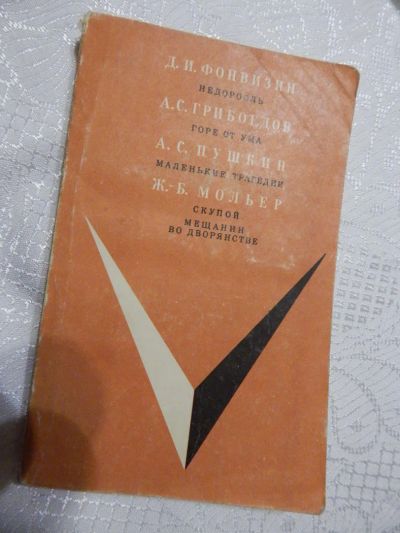 Д. И. ФОНВИЗИН
НЕДОРОСЛЬ
А. С. ГРИБОЕДОВ
ГОРЕ ОТ УМА
А. С. ПУШКИН
МАЛЕНЬКИЕ ТРАГЕДИИ
Ж.-Б. МОЛЬЕР
СКУПОЙ
МЕЩАНИН
ВО ДВОРЯНСТВЕ